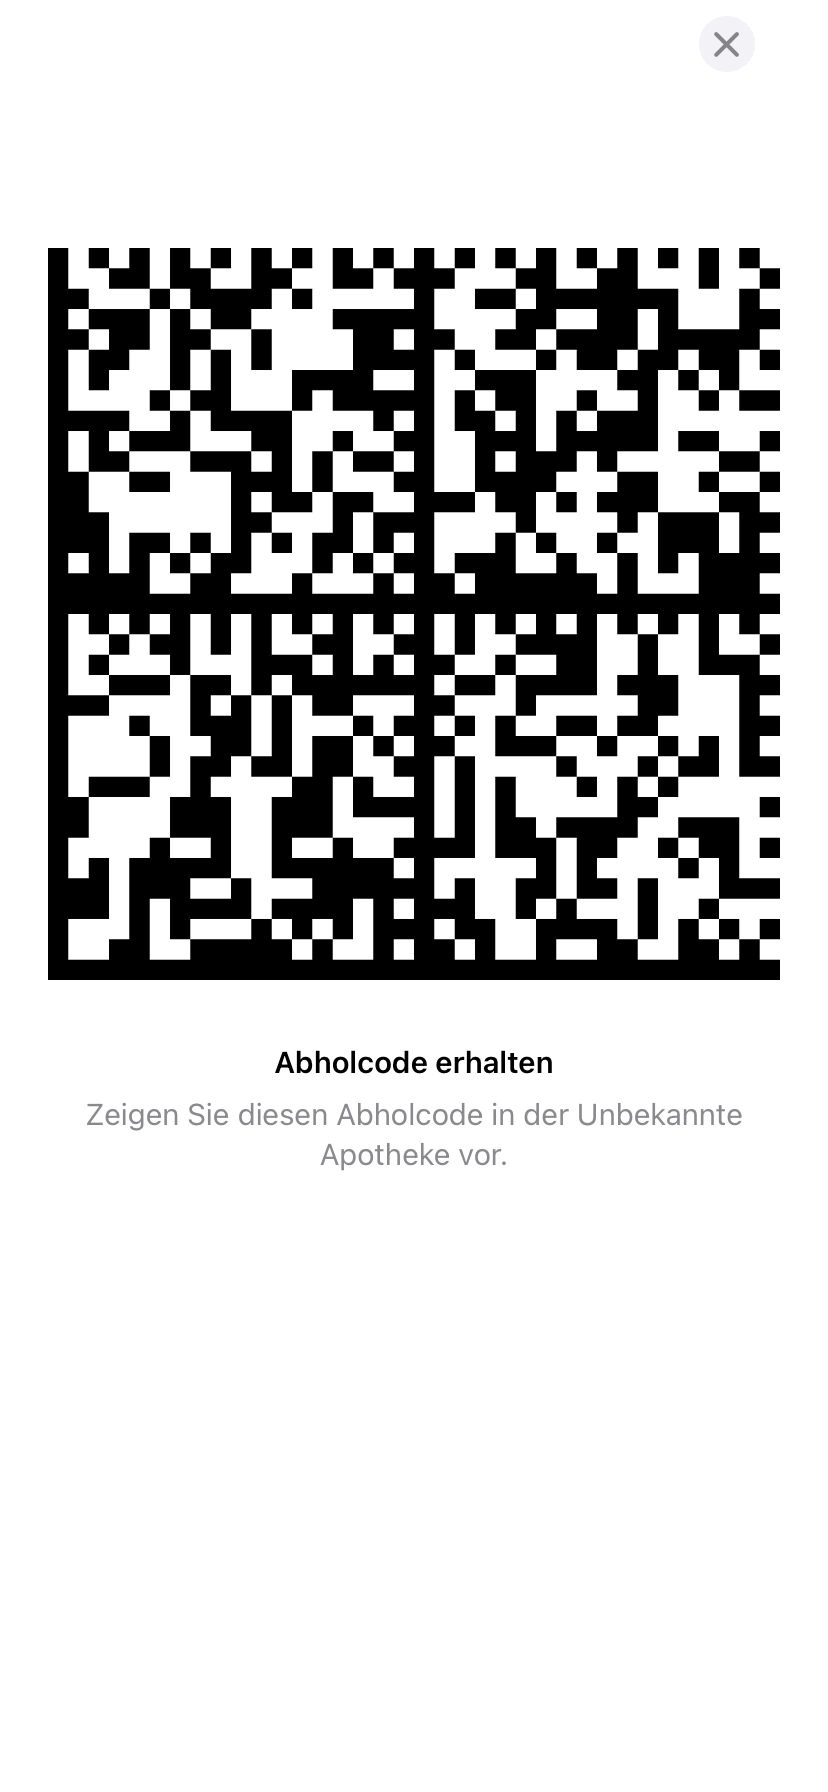 Abholcode erhalten
Zeigen Sie diesen Abholcode in der Unbekannte
Apotheke vor.